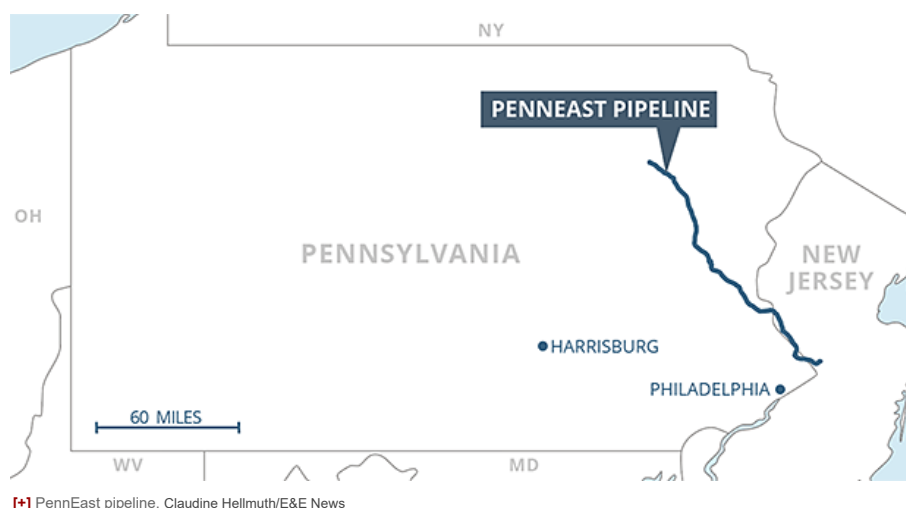 NY
PENNEAST PIPELINE
OH
PENNSYLVANIA
NEW
JERSEY
HARRISBURG
PHILADELPHIA
60 MILES
WV
MD
[+] PennEast pipeline. Claudine Hellmuth/E&E News